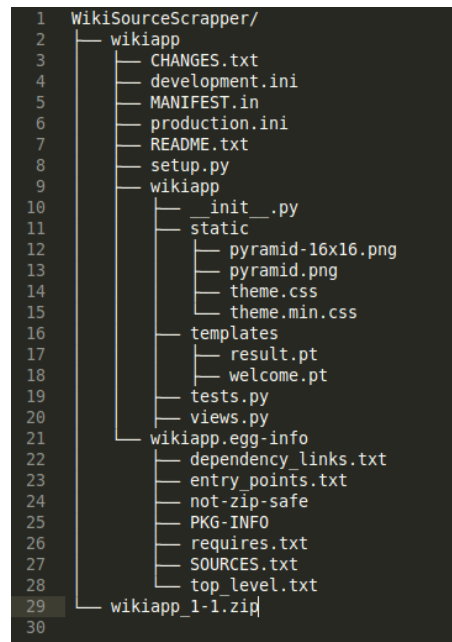 1 WikiSourceScrapper/
2 ├── wikiapp
3 │   ├── CHANGES.txt
4 │   ├── development.ini
5 │   ├── MANIFEST.in
6 │   ├── production.ini
7 │   ├── README.txt
8 │   ├── setup.py
9 │   ├── wikiapp
10 │   │   ├── __init__.py
11 │   │   ├── static
12 │   │   │   ├── pyramid-16x16.png
13 │   │   │   ├── pyramid.png
14 │   │   │   ├── theme.css
15 │   │   │   └── theme.min.css
16 │   │   ├── templates
17 │   │   │   ├── result.pt
18 │   │   │   ├── welcome.pt
19 │   │   ├── tests.py
20 │   │   ├── views.py
21 │   └── wikiapp.egg-info
22 │       ├── dependency_links.txt
23 │       ├── entry_points.txt
24 │       ├── not-zip-safe
25 │       ├── PKG-INFO
26 │       ├── requires.txt
27 │       ├── SOURCES.txt
28 │       └── top_level.txt
29 └── wikiapp_1-1.zip
30